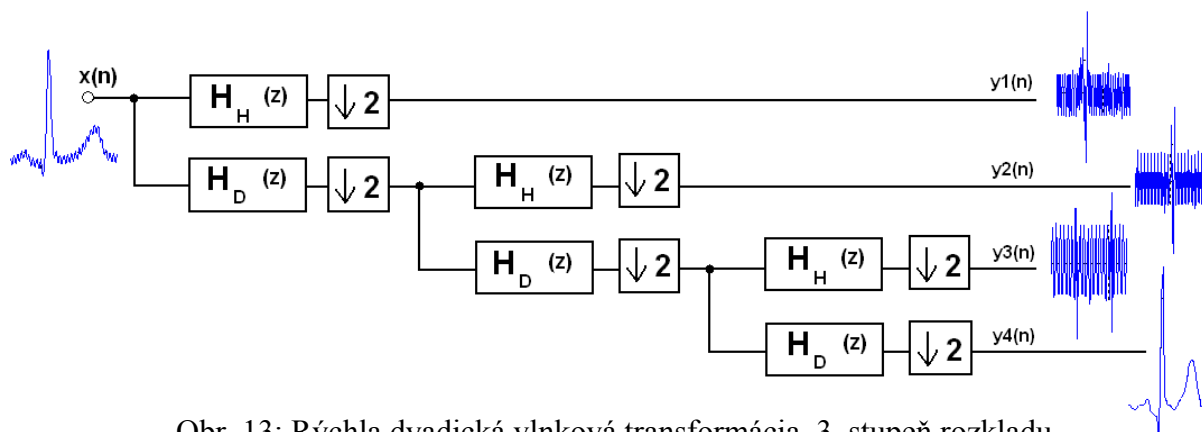 x(n) H_H (z) ↓ 2 y1(n)
H_D (z) ↓ 2 H_H (z) ↓ 2 y2(n)
H_D (z) ↓ 2 H_H (z) ↓ 2 y3(n)
H_D (z) ↓ 2 y4(n)
Obr. 13: Rýchla dyadická vlnková transformácia, 3. stupeň rozkladu